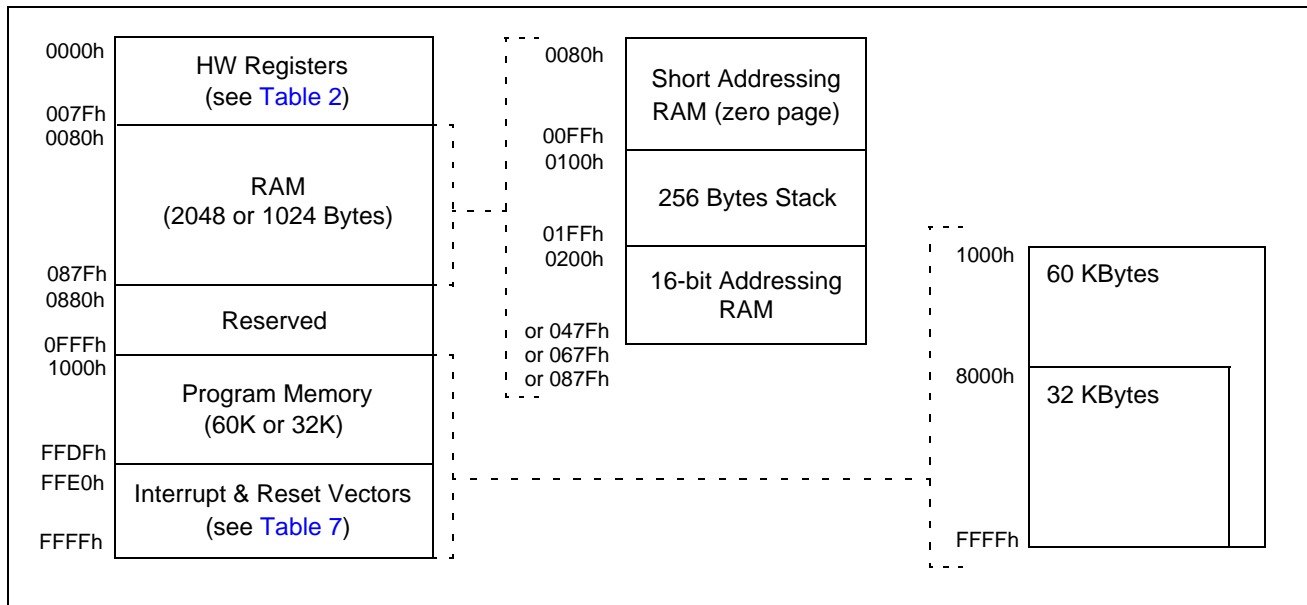 0000h
HW Registers
(see Table 2)
007Fh
0080h
RAM
(2048 or 1024 Bytes)
087Fh
0880h
Reserved
0FFFh
1000h
Program Memory
(60K or 32K)
FFDFh
FFE0h
Interrupt & Reset Vectors
(see Table 7)
FFFFh
0080h
Short Addressing
RAM (zero page)
00FFh
0100h
256 Bytes Stack
01FFh
0200h
16-bit Addressing
RAM
or 047Fh
or 067Fh
or 087Fh
1000h
60 KBytes
8000h
32 KBytes
FFFFh